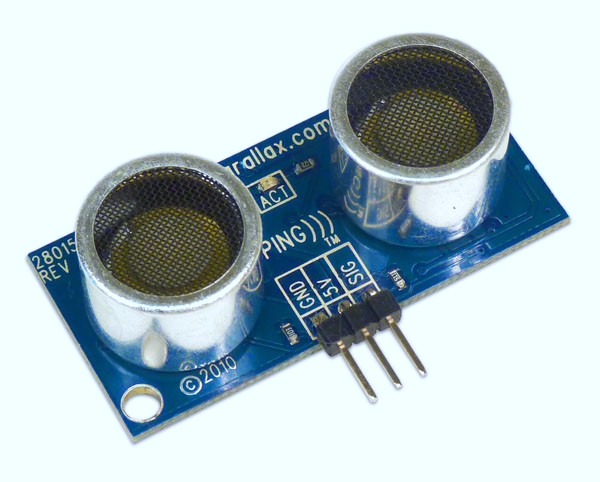 rallax.com
ACT
PING)))™
28015
REV
GND
5V
SIG
©2010